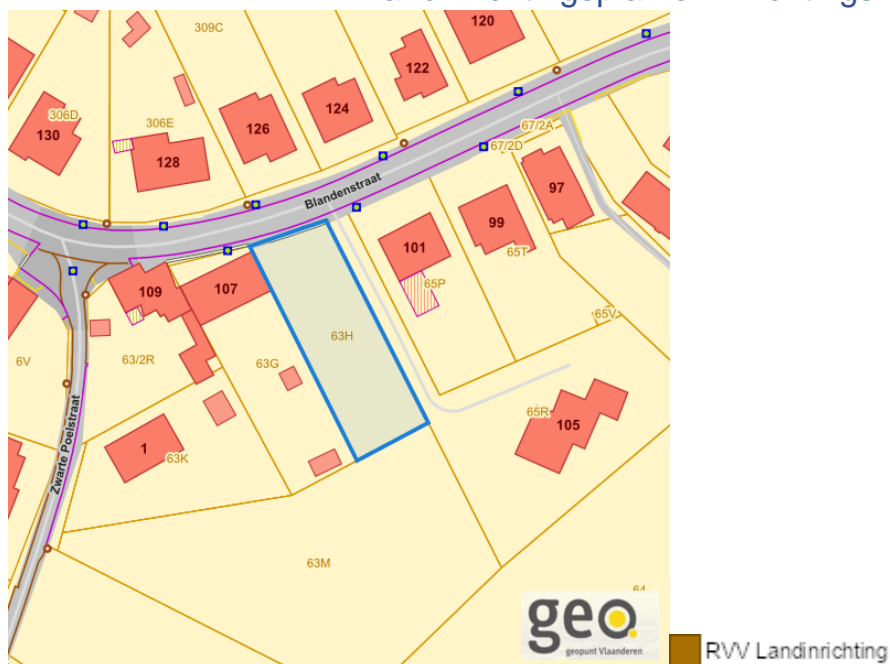 309C
120
122
306D
130
306E
126
124
128
67/2A
67/2D
Blandenstraat
97
99
101
65T
65P
109
107
63H
65V
6V
63/2R
63G
Zwarte Poelstraat
65R
105
1
63K
63M
64
geo.
geopunt Vlaanderen
RVV Landinrichting